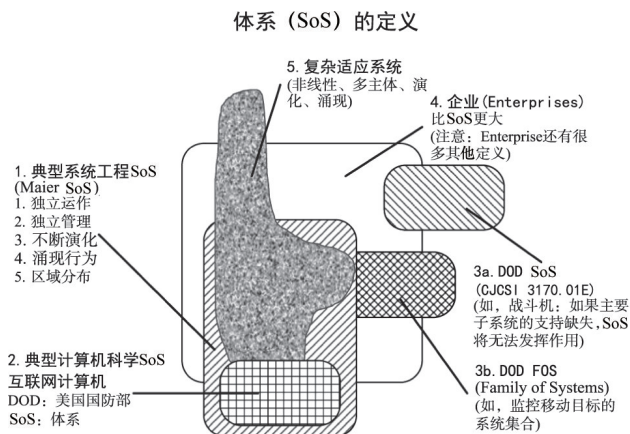 体系（SoS）的定义
5. 复杂适应系统
(非线性、多主体、演
化、涌现)
4. 企业(Enterprises)
比SoS更大
(注意：Enterprise还有很
多其他定义)
1. 典型系统工程SoS
(Maier SoS)
1. 独立运作
2. 独立管理
3. 不断演化
4. 涌现行为
5. 区域分布
3a. DOD SoS
(CJCSI 3170.01E)
(如，战斗机：如果主要
子系统的支持缺失，SoS
将无法发挥作用)
2. 典型计算机科学SoS
互联网计算机
DOD：美国国防部
SoS：体系
3b. DOD FOS
(Family of Systems)
(如，监控移动目标的
系统集合)